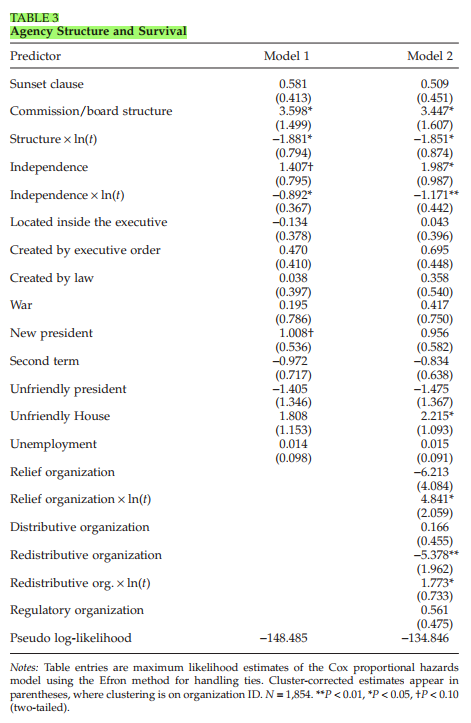 TABLE 3
Agency Structure and Survival
Predictor Model 1 Model 2
Sunset clause 0.581 0.509
(0.413) (0.451)
Commission/board structure 3.598* 3.447*
(1.499) (1.607)
Structure × ln(t) −1.881* −1.851*
(0.794) (0.874)
Independence 1.407† 1.987*
(0.795) (0.987)
Independence × ln(t) −0.892* −1.171**
(0.367) (0.442)
Located inside the executive −0.134 0.043
(0.378) (0.396)
Created by executive order 0.470 0.695
(0.410) (0.448)
Created by law 0.038 0.358
(0.397) (0.540)
War 0.195 0.417
(0.786) (0.750)
New president 1.008† 0.956
(0.536) (0.582)
Second term −0.972 −0.834
(0.717) (0.638)
Unfriendly president −1.405 −1.475
(1.346) (1.367)
Unfriendly House 1.808 2.215*
(1.153) (1.093)
Unemployment 0.014 0.015
(0.098) (0.091)
Relief organization −6.213
(4.084)
Relief organization × ln(t) 4.841*
(2.059)
Distributive organization 0.166
(0.455)
Redistributive organization −5.378**
(1.962)
Redistributive org. × ln(t) 1.773*
(0.733)
Regulatory organization 0.561
(0.475)
Pseudo log-likelihood −148.485 −134.846
Notes: Table entries are maximum likelihood estimates of the Cox proportional hazards
model using the Efron method for handling ties. Cluster-corrected estimates appear in
parentheses, where clustering is on organization ID. N = 1,854. **P < 0.01, *P < 0.05, †P < 0.10
(two-tailed).